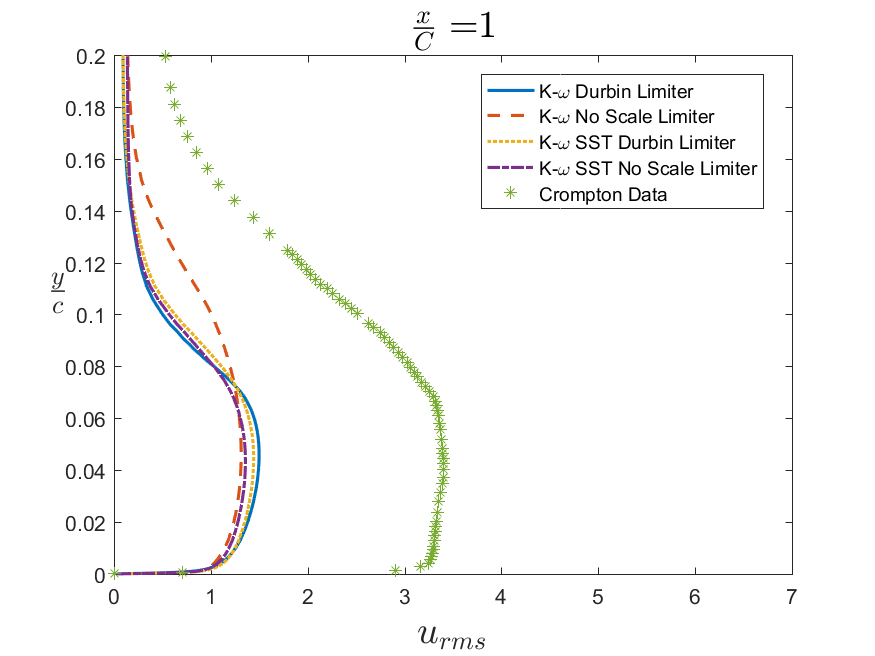 x/C =1
0.2
0.18
0.16
0.14
0.12
0.1
0.08
0.06
0.04
0.02
0
y/c
K-ω Durbin Limiter
K-ω No Scale Limiter
K-ω SST Durbin Limiter
K-ω SST No Scale Limiter
Crompton Data
0 1 2 3 4 5 6 7
u_rms